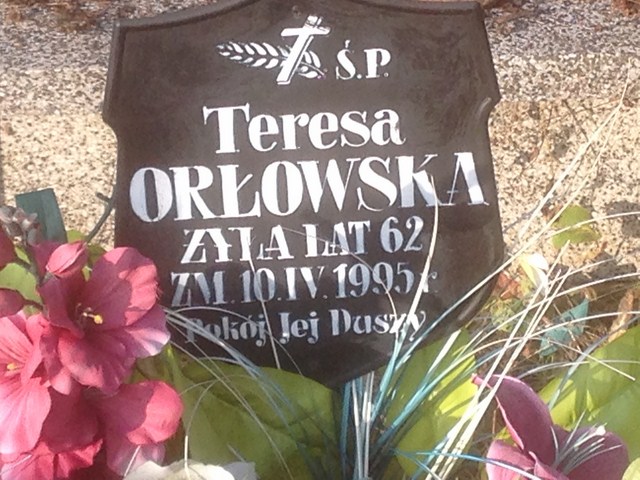 Ś.P.
Teresa
ORŁOWSKA
ŻYŁA LAT 62
ZM. 10.IV.1995 r.
Pokój Jej Duszy